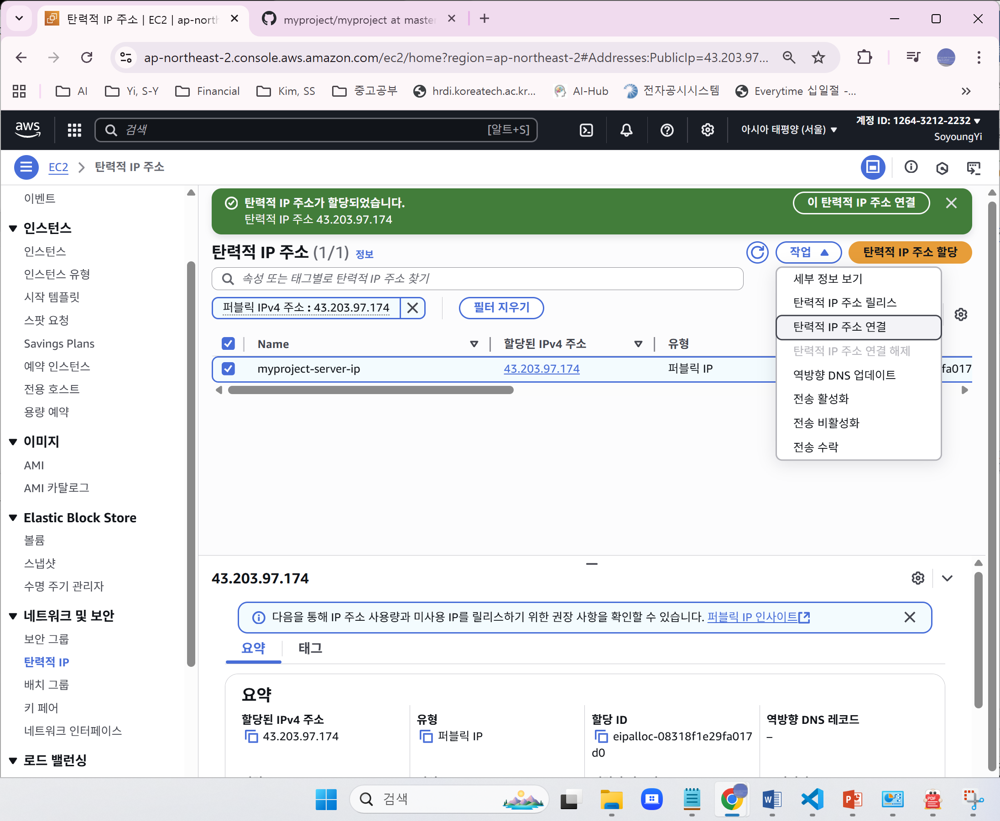 탄력적 IP 주소 | EC2 | ap-north
myproject/myproject at master
ap-northeast-2.console.aws.amazon.com/ec2/home?region=ap-northeast-2#Addresses:PublicIp=43.203.97...
AI
Yi, S-Y
Financial
Kim, SS
중고공부
hrdi.koreatech.ac.kr...
AI-Hub
전자공시시스템
Everytime 십일절 -...
aws
검색
[알트+S]
아시아 태평양 (서울)
계정 ID: 1264-3212-2232
SoyoungYi
EC2
탄력적 IP 주소
이벤트
인스턴스
인스턴스
인스턴스 유형
시작 템플릿
스팟 요청
Savings Plans
예약 인스턴스
전용 호스트
용량 예약
이미지
AMI
AMI 카탈로그
Elastic Block Store
볼륨
스냅샷
수명 주기 관리자
네트워크 및 보안
보안 그룹
탄력적 IP
배치 그룹
키 페어
네트워크 인터페이스
로드 밸런싱
탄력적 IP 주소가 할당되었습니다.
탄력적 IP 주소 43.203.97.174
이 탄력적 IP 주소 연결
탄력적 IP 주소 (1/1) 정보
작업
탄력적 IP 주소 할당
속성 또는 태그별로 탄력적 IP 주소 찾기
퍼블릭 IPv4 주소 : 43.203.97.174
필터 지우기
세부 정보 보기
탄력적 IP 주소 릴리스
탄력적 IP 주소 연결
탄력적 IP 주소 연결 해제
역방향 DNS 업데이트
전송 활성화
전송 비활성화
전송 수락
Name
할당된 IPv4 주소
유형
myproject-server-ip
43.203.97.174
퍼블릭 IP
fa017
43.203.97.174
다음을 통해 IP 주소 사용량과 미사용 IP를 릴리스하기 위한 권장 사항을 확인할 수 있습니다. 퍼블릭 IP 인사이트
요약
태그
요약
할당된 IPv4 주소
43.203.97.174
유형
퍼블릭 IP
할당 ID
eipalloc-08318f1e29fa017
d0
역방향 DNS 레코드
–
검색